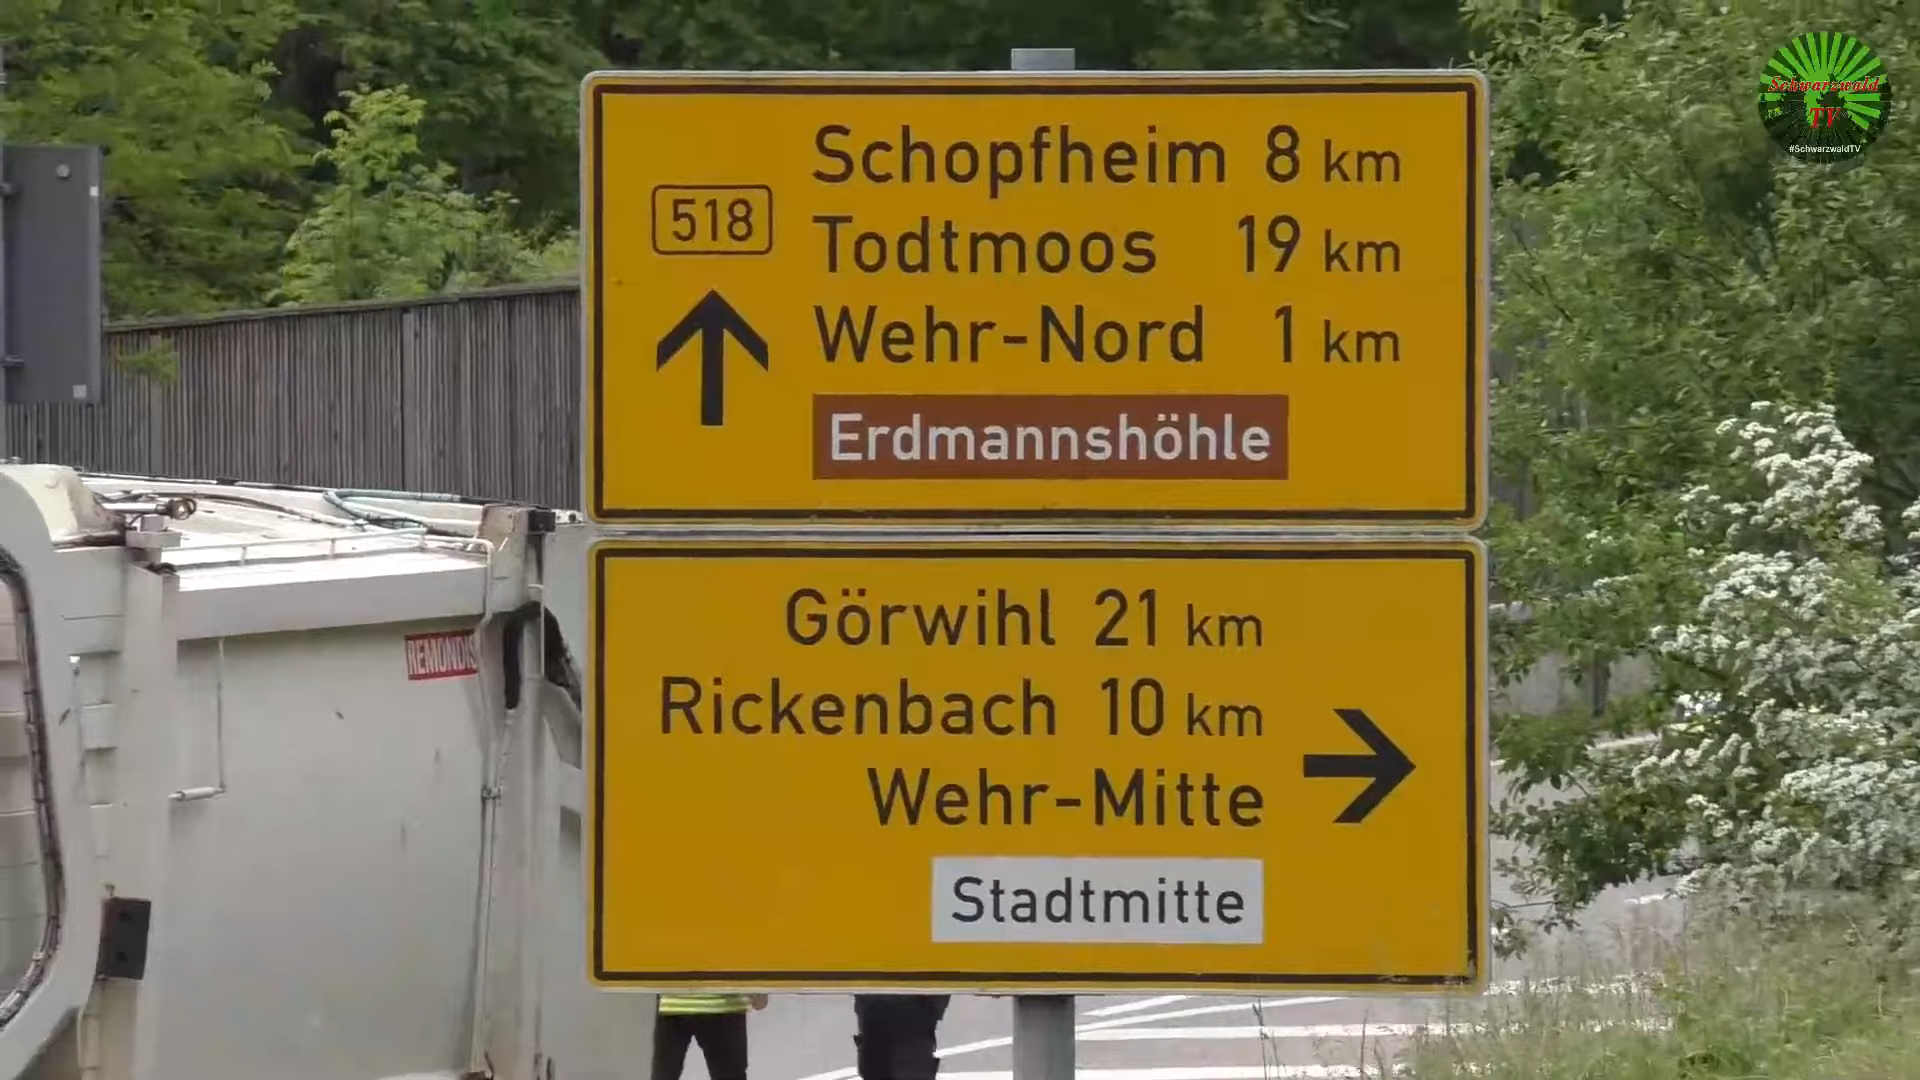 Schwarzwald
TV
#SchwarzwaldTV
518
Schopfheim 8 km
Todtmoos 19 km
Wehr-Nord 1 km
Erdmannshöhle
REMONDIS
Görwihl 21 km
Rickenbach 10 km
Wehr-Mitte
Stadtmitte